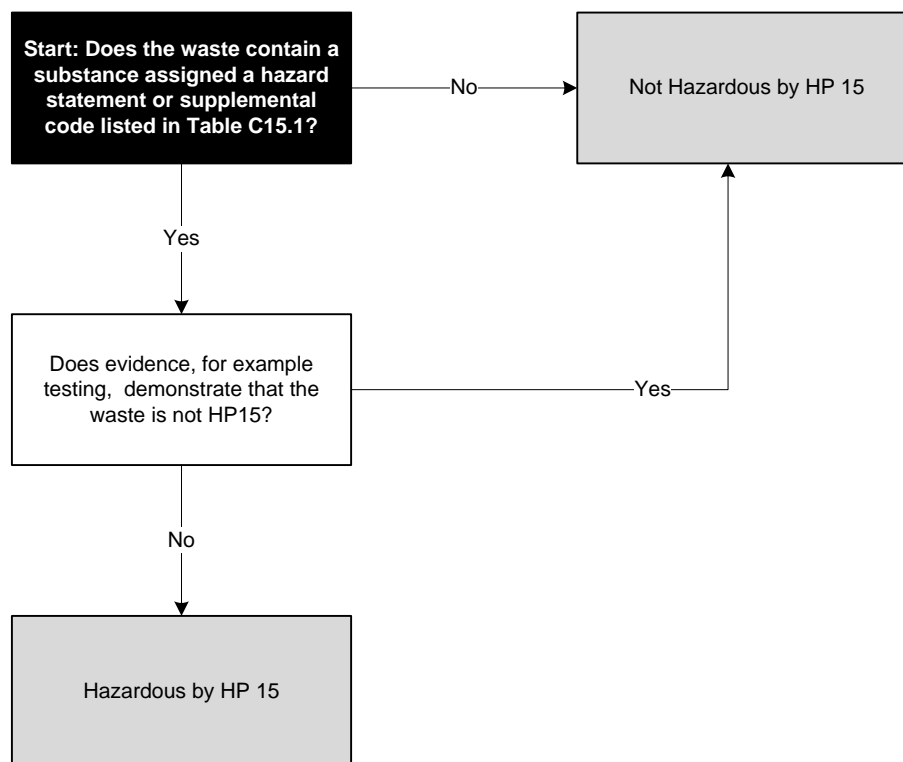 Start: Does the waste contain a
substance assigned a hazard
statement or supplemental
code listed in Table C15.1?
No
Not Hazardous by HP 15
Yes
Does evidence, for example
testing,  demonstrate that the
waste is not HP15?
Yes
No
Hazardous by HP 15